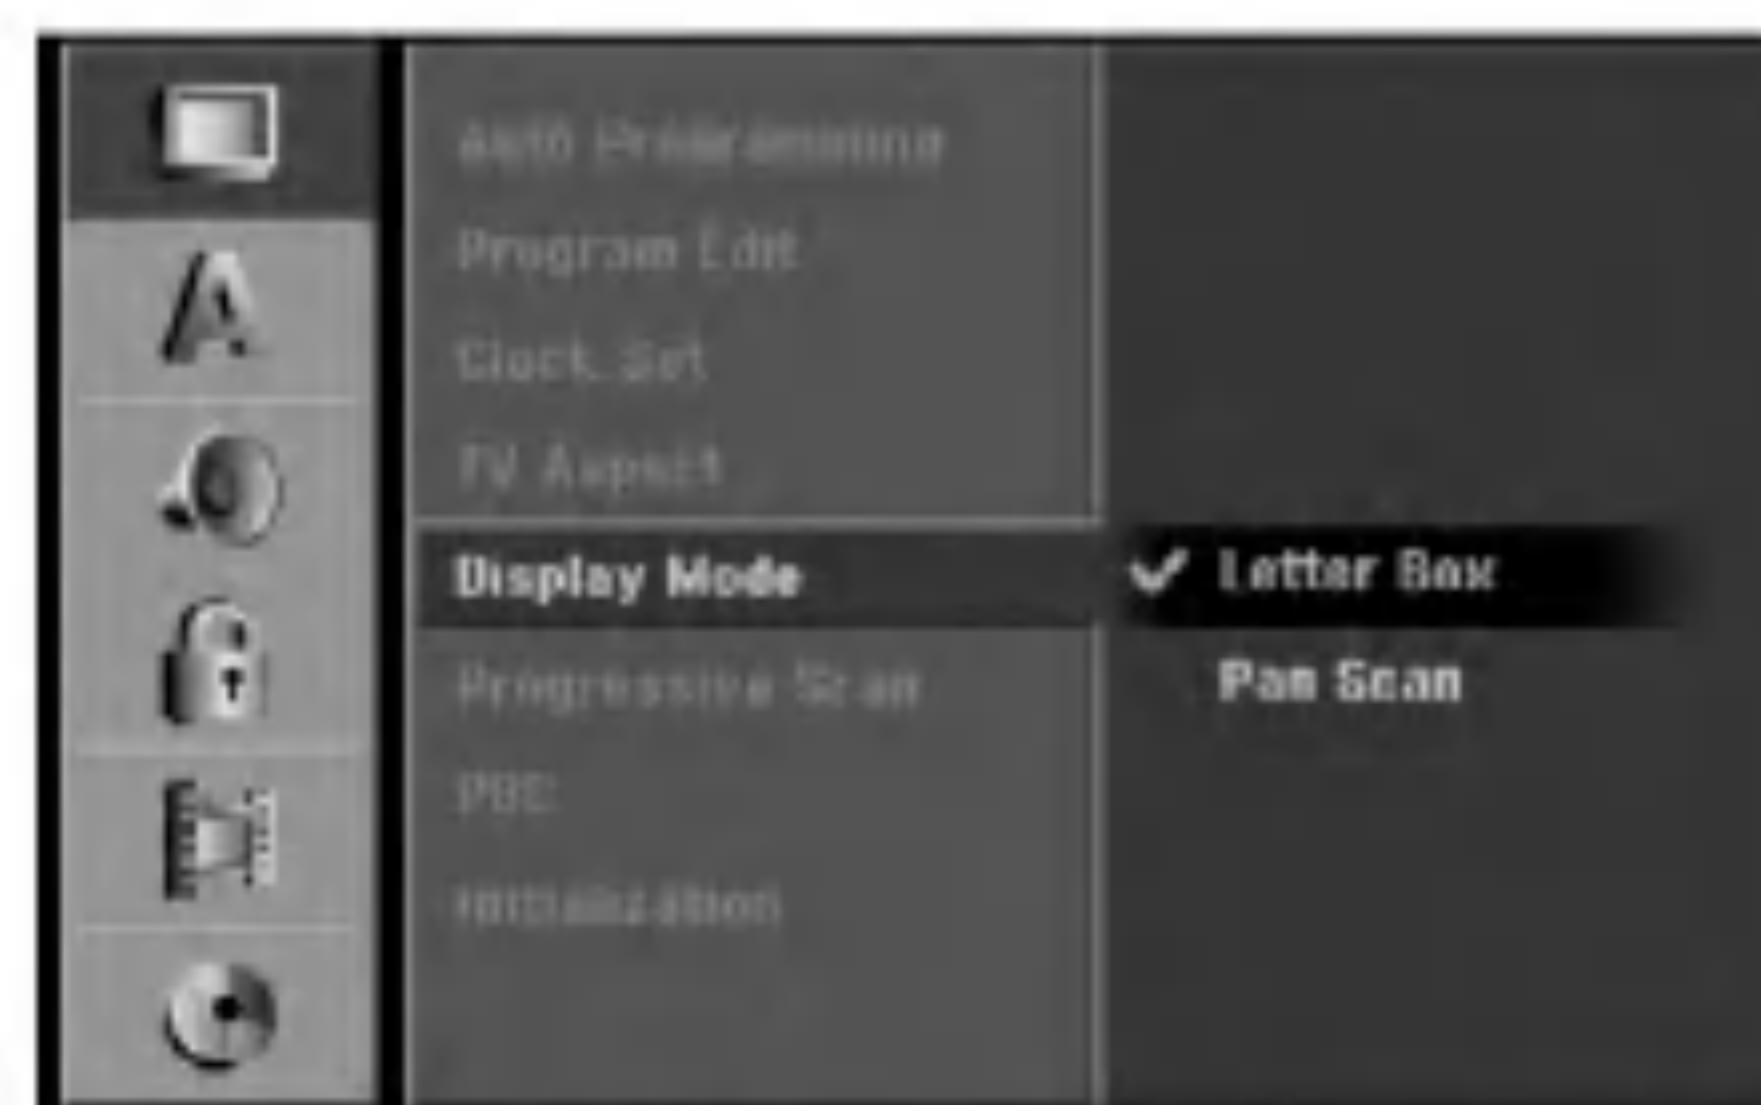 Auto Programming
Program Edit
Clock Set
TV Aspect
Display Mode
Letter Box
Pan Scan
Progressive Scan
PBC
Initialization